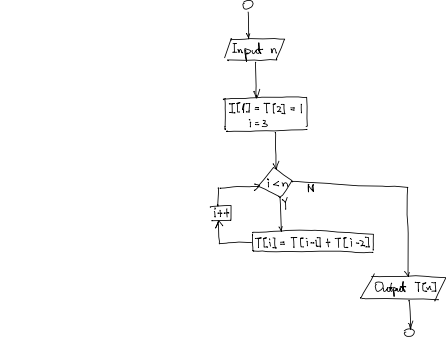 Input n
T[1] = T[2] = 1
i = 3
i < n
N
Y
i++
T[i] = T[i-1] + T[i-2]
Output T[n]